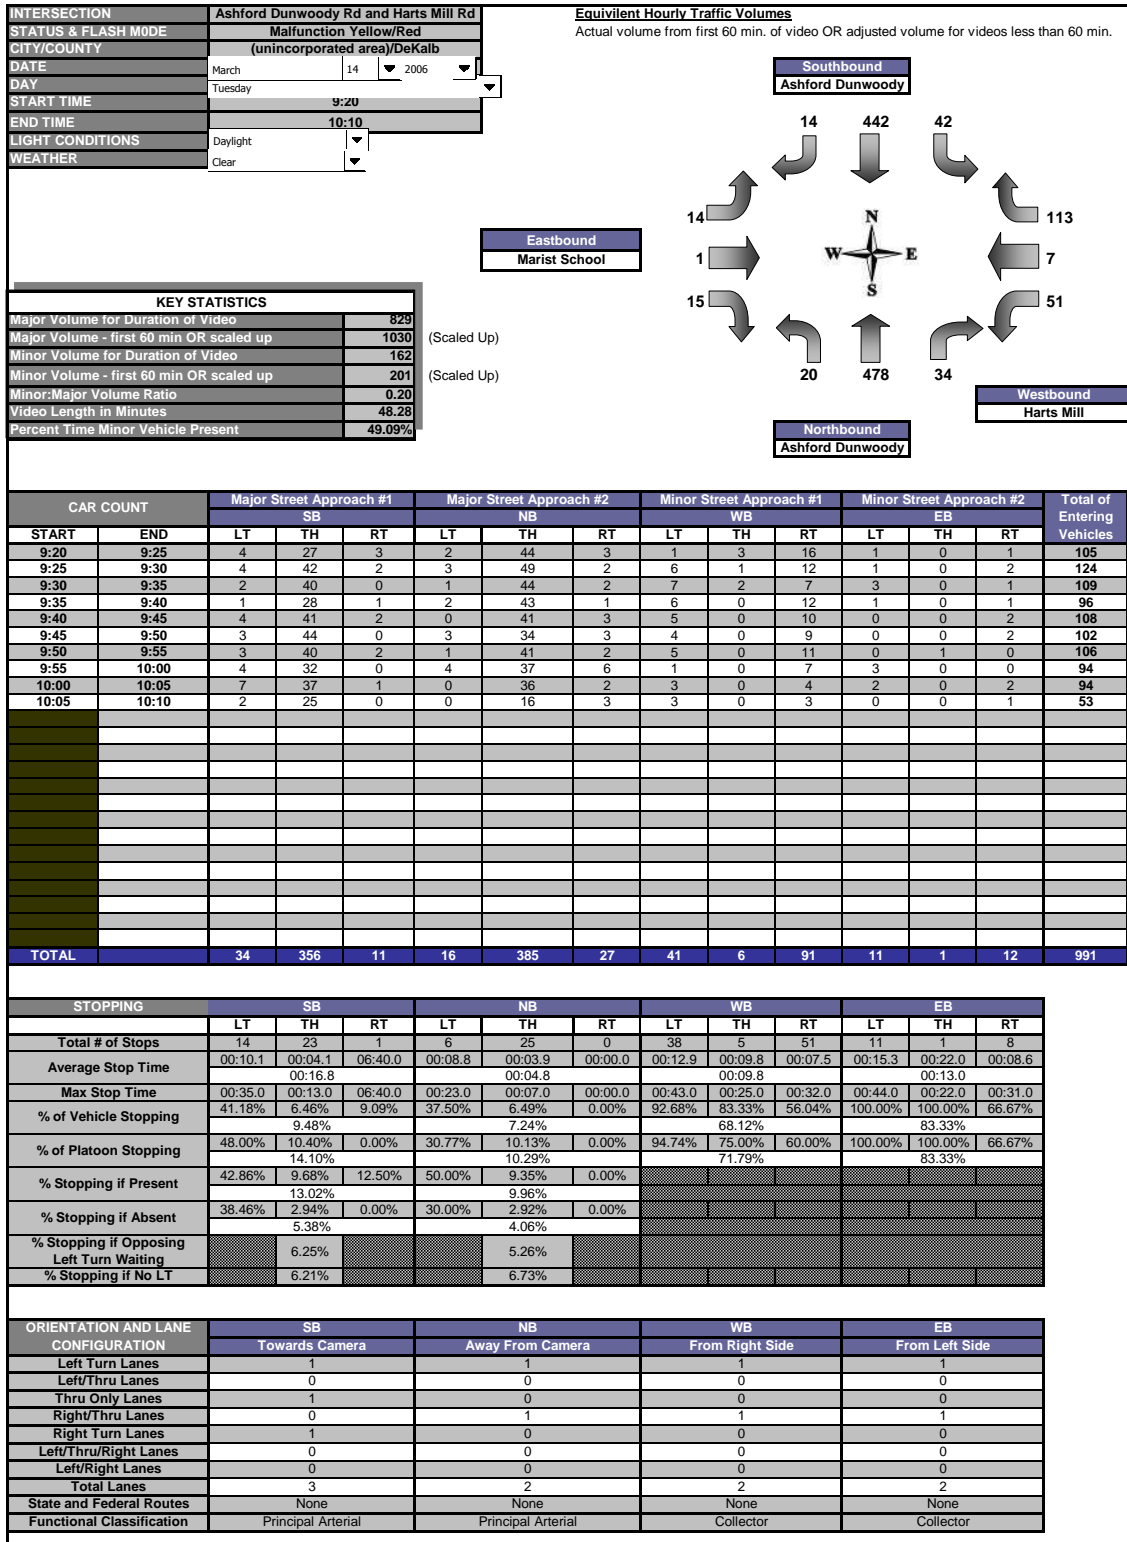 INTERSECTION Ashford Dunwoody Rd and Harts Mill Rd
STATUS & FLASH M0DE Malfunction Yellow/Red
CITY/COUNTY (unincorporated area)/DeKalb
DATE March 14 2006
DAY Tuesday
START TIME 9:20
END TIME 10:10
LIGHT CONDITIONS Daylight
WEATHER Clear
Equivilent Hourly Traffic Volumes
Actual volume from first 60 min. of video OR adjusted volume for videos less than 60 min.
Southbound
Ashford Dunwoody
14 442 42
14 113
N
W E
S
1 7
15 51
20 478 34
Eastbound
Marist School
Westbound
Harts Mill
Northbound
Ashford Dunwoody
KEY STATISTICS
Major Volume for Duration of Video 829
Major Volume - first 60 min OR scaled up 1030 (Scaled Up)
Minor Volume for Duration of Video 162
Minor Volume - first 60 min OR scaled up 201 (Scaled Up)
Minor:Major Volume Ratio 0.20
Video Length in Minutes 48.28
Percent Time Minor Vehicle Present 49.09%
CAR COUNT Major Street Approach #1 Major Street Approach #2 Minor Street Approach #1 Minor Street Approach #2 Total of
SB NB WB EB Entering
START END LT TH RT LT TH RT LT TH RT LT TH RT Vehicles
9:20 9:25 4 27 3 2 44 3 1 3 16 1 0 1 105
9:25 9:30 4 42 2 3 49 2 6 1 12 1 0 2 124
9:30 9:35 2 40 0 1 44 2 7 2 7 3 0 1 109
9:35 9:40 1 28 1 2 43 1 6 0 12 1 0 1 96
9:40 9:45 4 41 2 0 41 3 5 0 10 0 0 2 108
9:45 9:50 3 44 0 3 34 3 4 0 9 0 0 2 102
9:50 9:55 3 40 2 1 41 2 5 0 11 0 1 0 106
9:55 10:00 4 32 0 4 37 6 1 0 7 3 0 0 94
10:00 10:05 7 37 1 0 36 2 3 0 4 2 0 2 94
10:05 10:10 2 25 0 0 16 3 3 0 3 0 0 1 53
TOTAL 34 356 11 16 385 27 41 6 91 11 1 12 991
STOPPING SB NB WB EB
LT TH RT LT TH RT LT TH RT LT TH RT
Total # of Stops 14 23 1 6 25 0 38 5 51 11 1 8
Average Stop Time 00:10.1 00:04.1 06:40.0 00:08.8 00:03.9 00:00.0 00:12.9 00:09.8 00:07.5 00:15.3 00:22.0 00:08.6
00:16.8 00:04.8 00:09.8 00:13.0
Max Stop Time 00:35.0 00:13.0 06:40.0 00:23.0 00:07.0 00:00.0 00:43.0 00:25.0 00:32.0 00:44.0 00:22.0 00:31.0
% of Vehicle Stopping 41.18% 6.46% 9.09% 37.50% 6.49% 0.00% 92.68% 83.33% 56.04% 100.00% 100.00% 66.67%
9.48% 7.24% 68.12% 83.33%
% of Platoon Stopping 48.00% 10.40% 0.00% 30.77% 10.13% 0.00% 94.74% 75.00% 60.00% 100.00% 100.00% 66.67%
14.10% 10.29% 71.79% 83.33%
% Stopping if Present 42.86% 9.68% 12.50% 50.00% 9.35% 0.00%
13.02% 9.96%
% Stopping if Absent 38.46% 2.94% 0.00% 30.00% 2.92% 0.00%
5.38% 4.06%
% Stopping if Opposing
Left Turn Waiting 6.25% 5.26%
% Stopping if No LT 6.21% 6.73%
ORIENTATION AND LANE SB NB WB EB
CONFIGURATION Towards Camera Away From Camera From Right Side From Left Side
Left Turn Lanes 1 1 1 1
Left/Thru Lanes 0 0 0 0
Thru Only Lanes 1 0 0 0
Right/Thru Lanes 0 1 1 1
Right Turn Lanes 1 0 0 0
Left/Thru/Right Lanes 0 0 0 0
Left/Right Lanes 0 0 0 0
Total Lanes 3 2 2 2
State and Federal Routes None None None None
Functional Classification Principal Arterial Principal Arterial Collector Collector